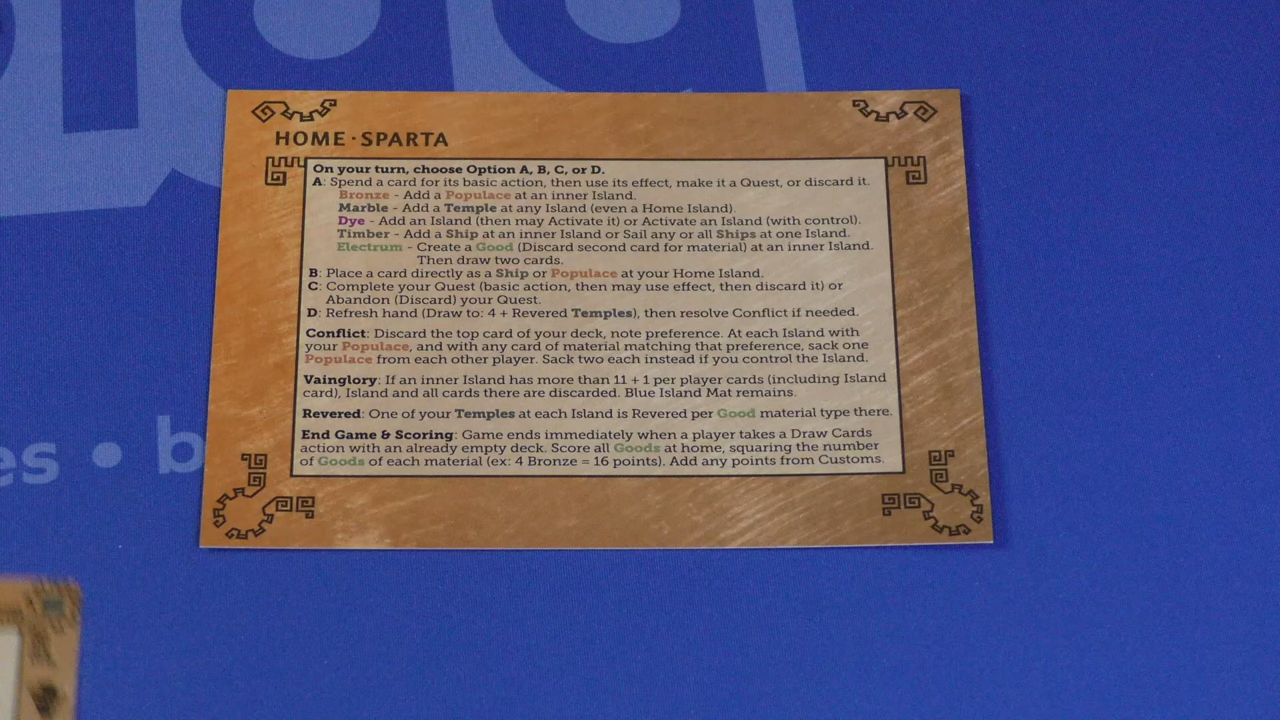 HOME · SPARTA
On your turn, choose Option A, B, C, or D.
A: Spend a card for its basic action, then use its effect, make it a Quest, or discard it.
Bronze - Add a Populace at an inner Island.
Marble - Add a Temple at any Island (even a Home Island).
Dye - Add an Island (then may Activate it) or Activate an Island (with control).
Timber - Add a Ship at an inner Island or Sail any or all Ships at one Island.
Electrum - Create a Good (Discard second card for material) at an inner Island.
Then draw two cards.
B: Place a card directly as a Ship or Populace at your Home Island.
C: Complete your Quest (basic action, then may use effect, then discard it) or
Abandon (Discard) your Quest.
D: Refresh hand (Draw to: 4 + Revered Temples), then resolve Conflict if needed.
Conflict: Discard the top card of your deck, note preference. At each Island with
your Populace, and with any card of material matching that preference, sack one
Populace from each other player. Sack two each instead if you control the Island.
Vainglory: If an inner Island has more than 11 + 1 per player cards (including Island
card), Island and all cards there are discarded. Blue Island Mat remains.
Revered: One of your Temples at each Island is Revered per Good material type there.
End Game & Scoring: Game ends immediately when a player takes a Draw Cards
action with an already empty deck. Score all Goods at home, squaring the number
of Goods of each material (ex: 4 Bronze = 16 points). Add any points from Customs.
es • b